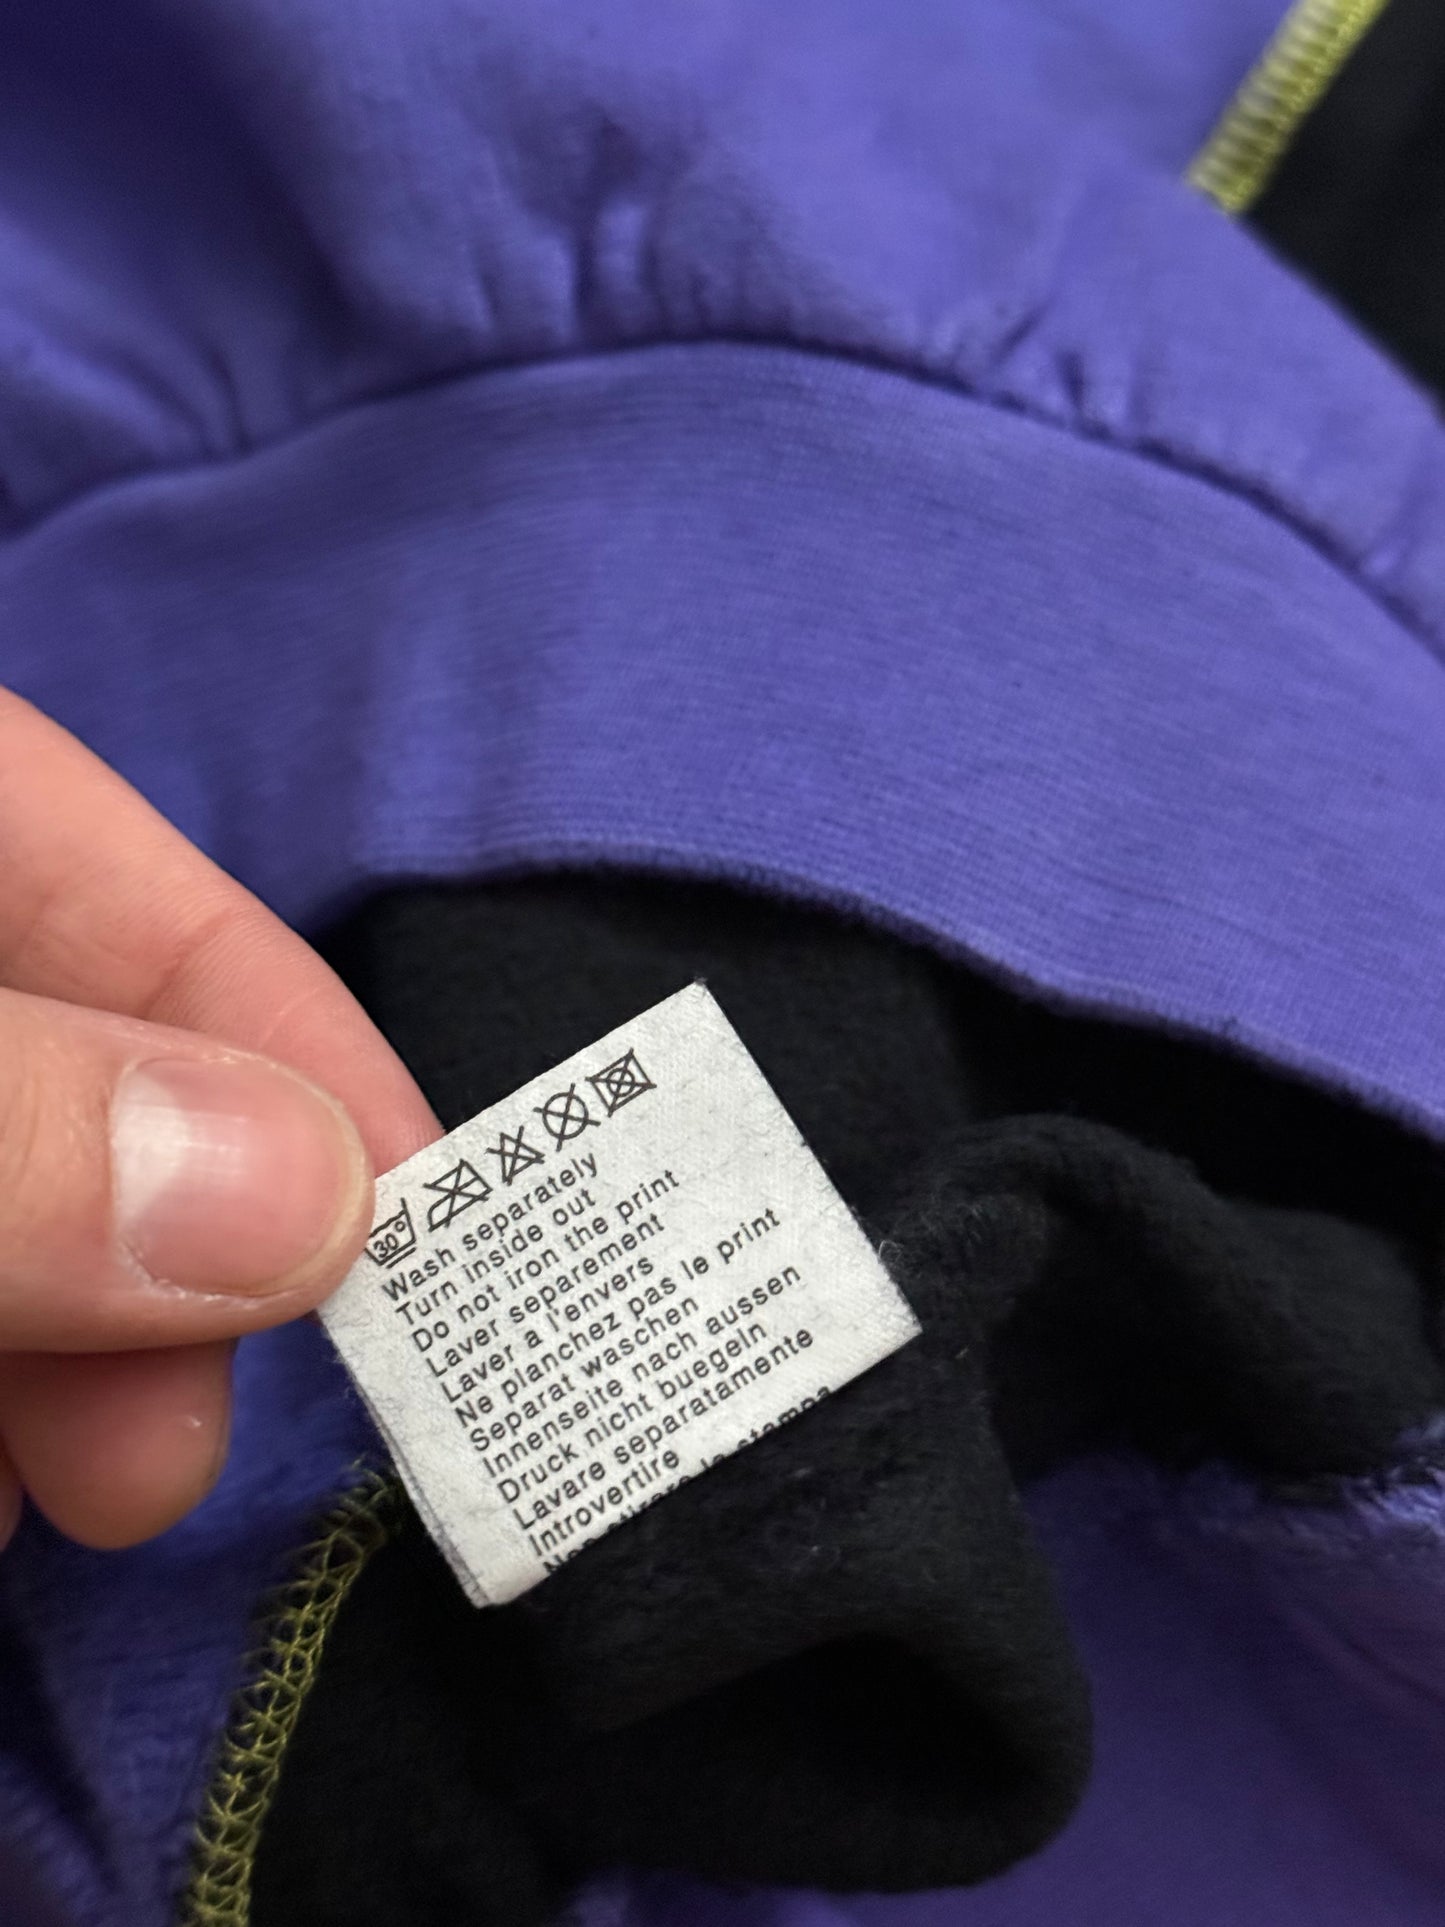 30°
Wash separately
Turn inside out
Do not iron the print
Laver separement
Laver a l'envers
Ne planchez pas le print
Separat waschen
Innenseite nach aussen
Druck nicht buegeln
Lavare separatamente
Introvertire